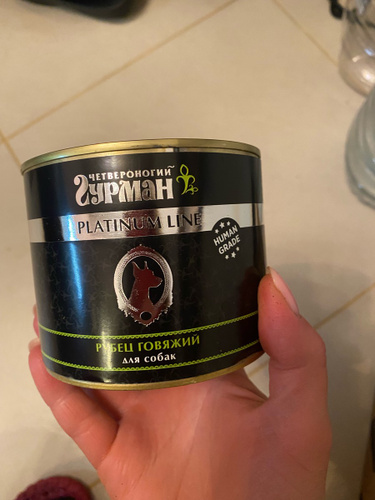 ЧЕТВЕРОНОГИЙ
Гурман
PLATINUM LINE
HUMAN
GRADE
РУБЕЦ ГОВЯЖИЙ
для собак